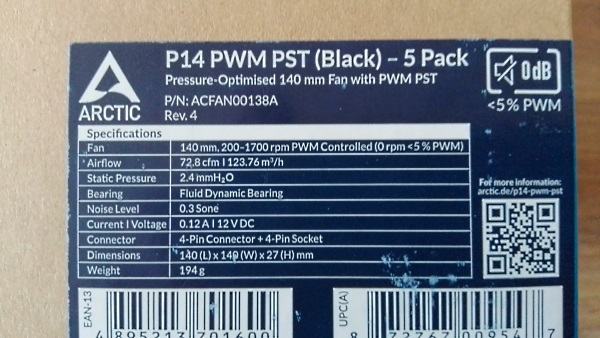 P14 PWM PST (Black) – 5 Pack
Pressure-Optimised 140 mm Fan with PWM PST
P/N: ACFAN00138A
Rev. 4
ARCTIC
0dB
<5% PWM
Specifications
Fan 140 mm, 200–1700 rpm PWM Controlled (0 rpm <5% PWM)
Airflow 72.8 cfm | 123.76 m³/h
Static Pressure 2.4 mmH₂O
Bearing Fluid Dynamic Bearing
Noise Level 0.3 Sone
Current | Voltage 0.12 A | 12 V DC
Connector 4-Pin Connector + 4-Pin Socket
Dimensions 140 (L) x 140 (W) x 27 (H) mm
Weight 194 g
For more information:
arctic.de/p14-pwm-pst
EAN-13
4 895213 701600
UPC(A)
8 72767 00954 7